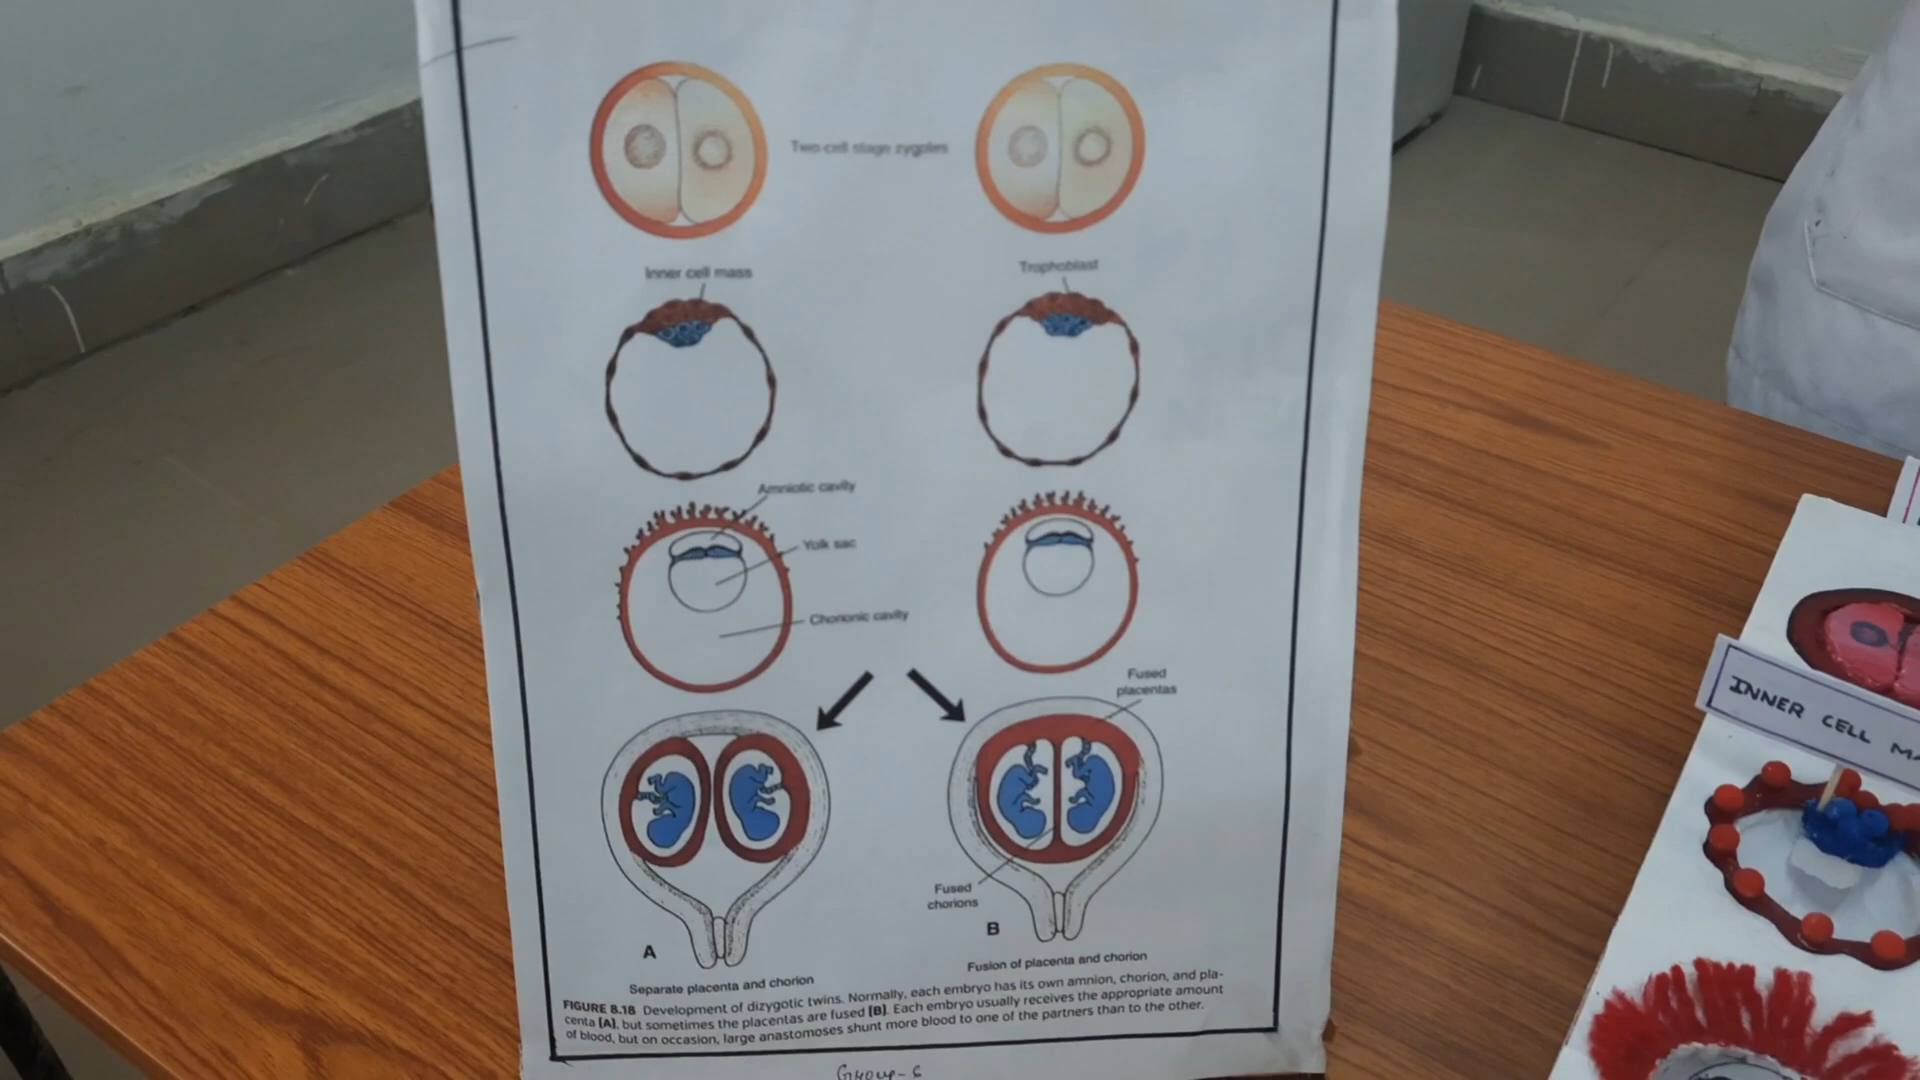 Two-cell stage zygotes
Inner cell mass
Trophoblast
Amniotic cavity
Yolk sac
Chorionic cavity
Fused
placentas
Fused
chorions
A
B
Separate placenta and chorion
Fusion of placenta and chorion
FIGURE 8.18 Development of dizygotic twins. Normally, each embryo has its own amnion, chorion, and pla-
centa (A), but sometimes the placentas are fused (B). Each embryo usually receives the appropriate amount
of blood, but on occasion, large anastomoses shunt more blood to one of the partners than to the other.
Group-
INNER CELL